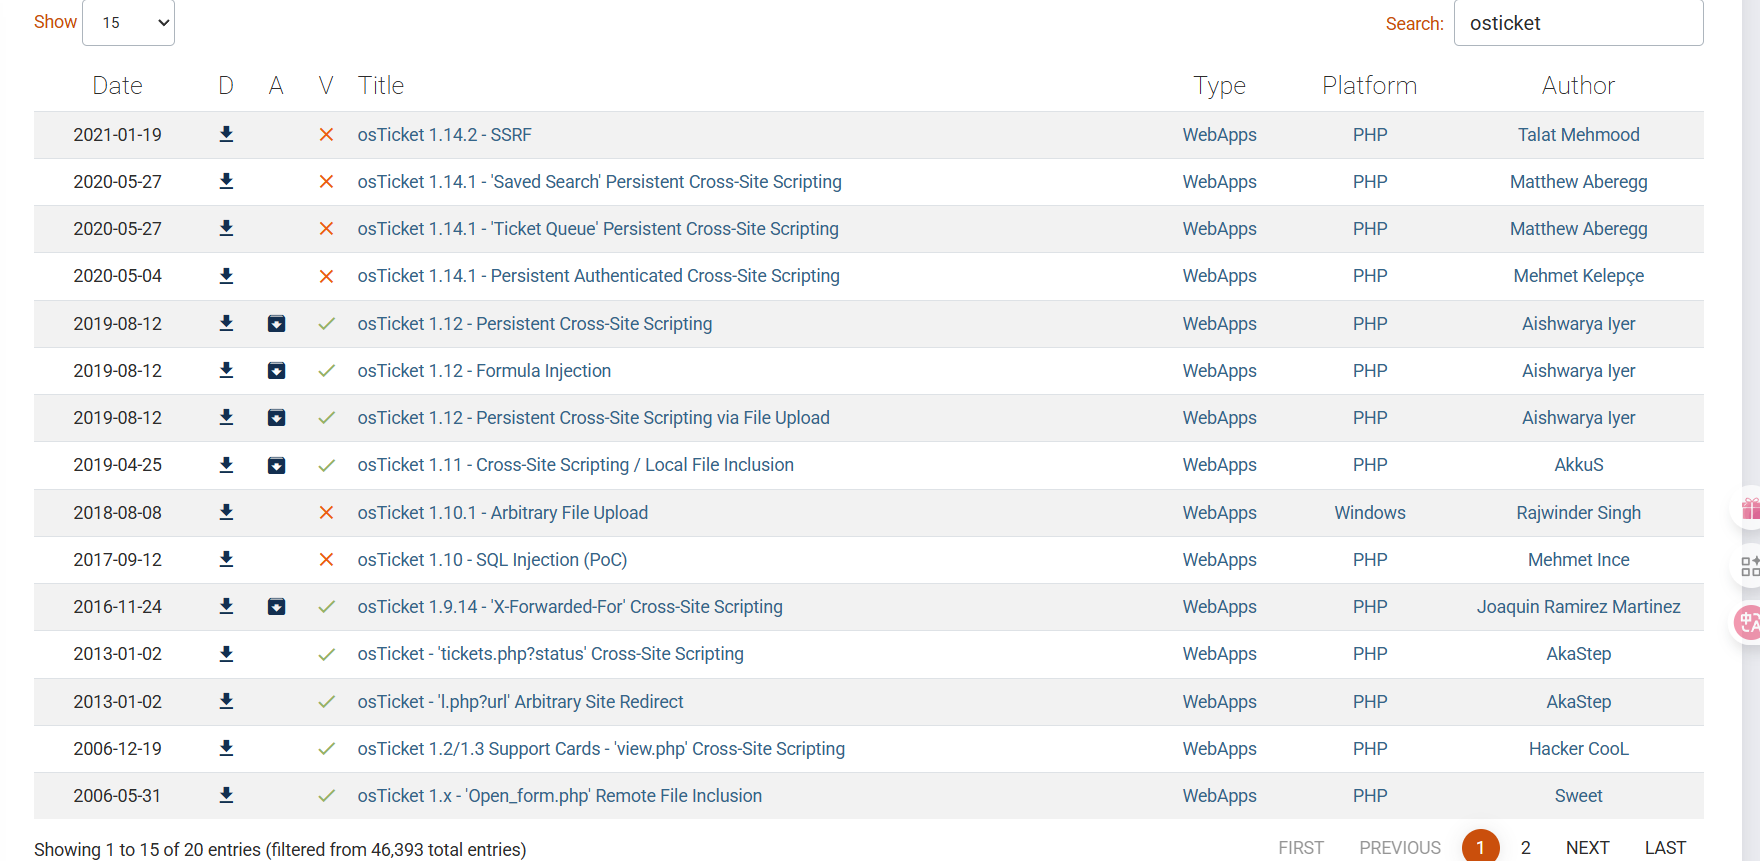 Show 15 Search: osticket
Date D A V Title Type Platform Author
2021-01-19 osTicket 1.14.2 - SSRF WebApps PHP Talat Mehmood
2020-05-27 osTicket 1.14.1 - 'Saved Search' Persistent Cross-Site Scripting WebApps PHP Matthew Aberegg
2020-05-27 osTicket 1.14.1 - 'Ticket Queue' Persistent Cross-Site Scripting WebApps PHP Matthew Aberegg
2020-05-04 osTicket 1.14.1 - Persistent Authenticated Cross-Site Scripting WebApps PHP Mehmet Kelepçe
2019-08-12 osTicket 1.12 - Persistent Cross-Site Scripting WebApps PHP Aishwarya Iyer
2019-08-12 osTicket 1.12 - Formula Injection WebApps PHP Aishwarya Iyer
2019-08-12 osTicket 1.12 - Persistent Cross-Site Scripting via File Upload WebApps PHP Aishwarya Iyer
2019-04-25 osTicket 1.11 - Cross-Site Scripting / Local File Inclusion WebApps PHP AkkuS
2018-08-08 osTicket 1.10.1 - Arbitrary File Upload WebApps Windows Rajwinder Singh
2017-09-12 osTicket 1.10 - SQL Injection (PoC) WebApps PHP Mehmet Ince
2016-11-24 osTicket 1.9.14 - 'X-Forwarded-For' Cross-Site Scripting WebApps PHP Joaquin Ramirez Martinez
2013-01-02 osTicket - 'tickets.php?status' Cross-Site Scripting WebApps PHP AkaStep
2013-01-02 osTicket - 'l.php?url' Arbitrary Site Redirect WebApps PHP AkaStep
2006-12-19 osTicket 1.2/1.3 Support Cards - 'view.php' Cross-Site Scripting WebApps PHP Hacker CooL
2006-05-31 osTicket 1.x - 'Open_form.php' Remote File Inclusion WebApps PHP Sweet
Showing 1 to 15 of 20 entries (filtered from 46,393 total entries) FIRST PREVIOUS 1 2 NEXT LAST